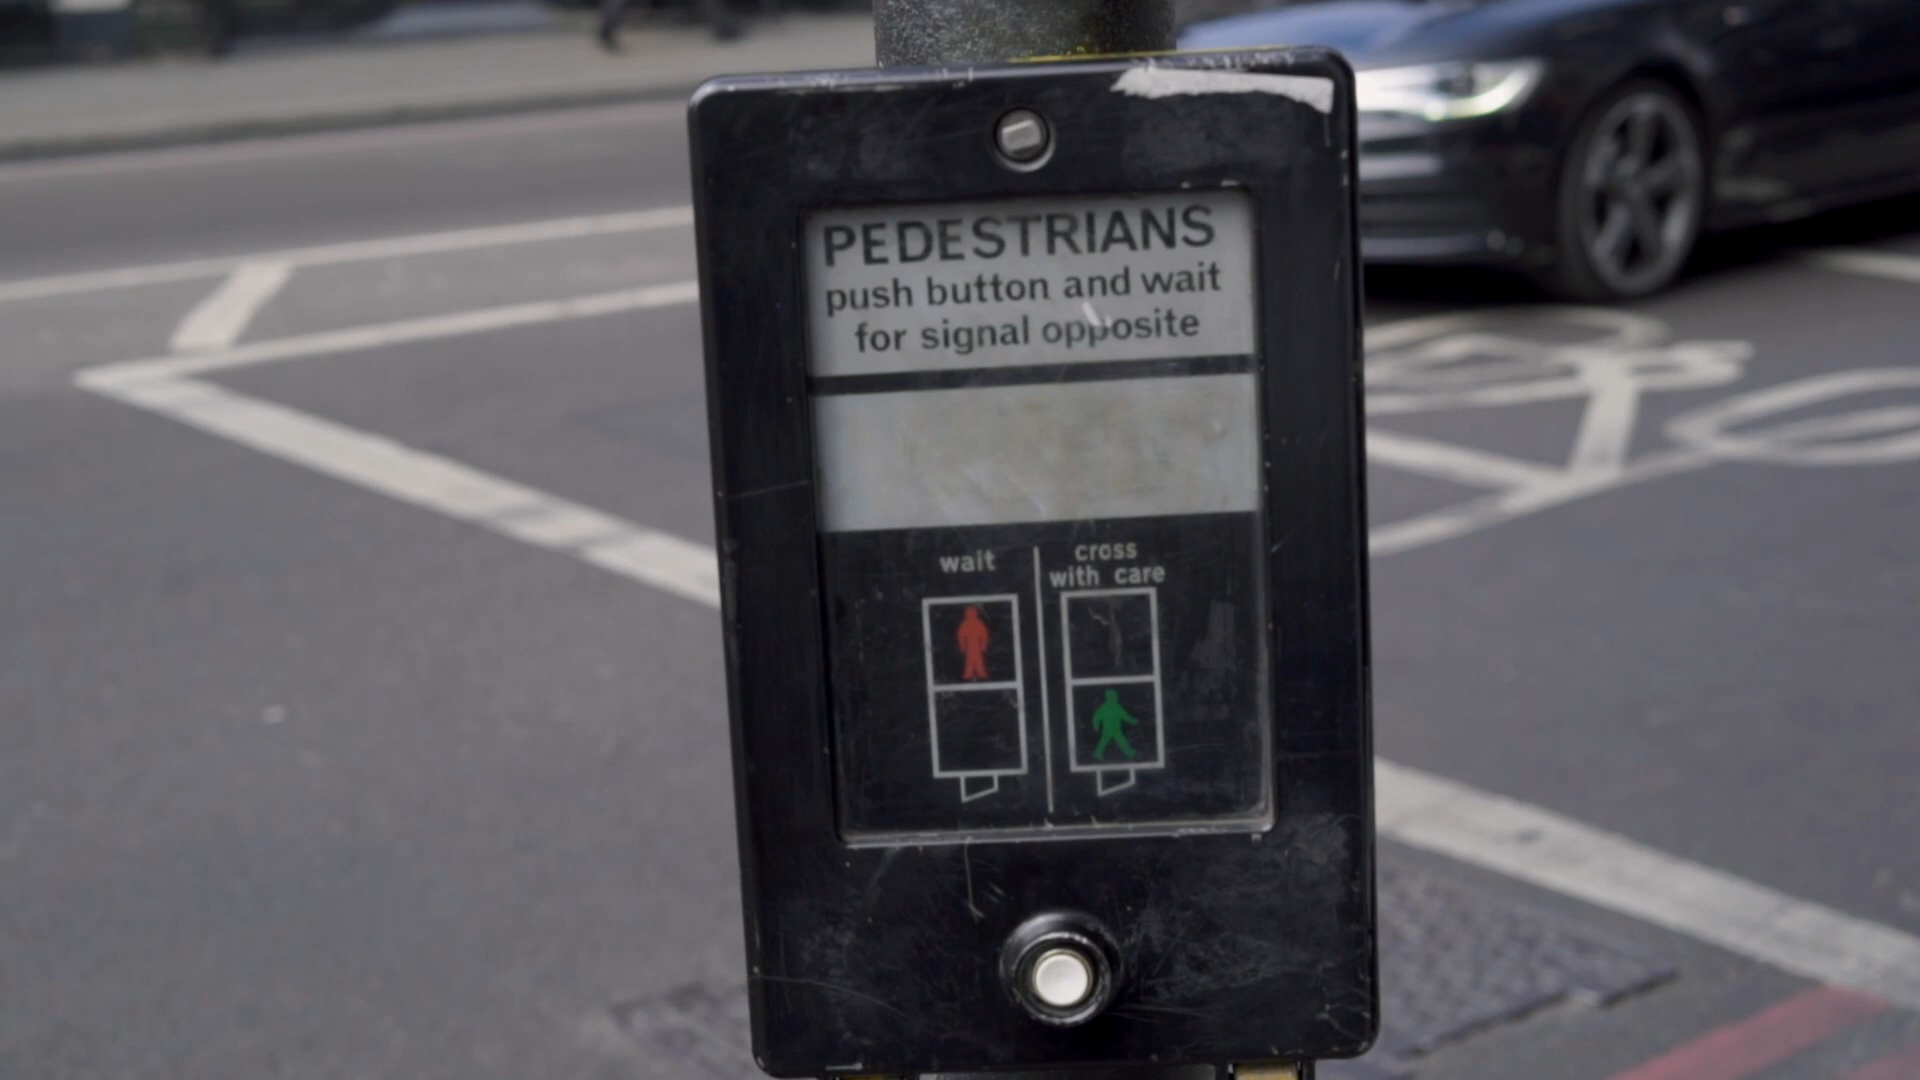 PEDESTRIANS
push button and wait
for signal opposite
wait
cross
with care